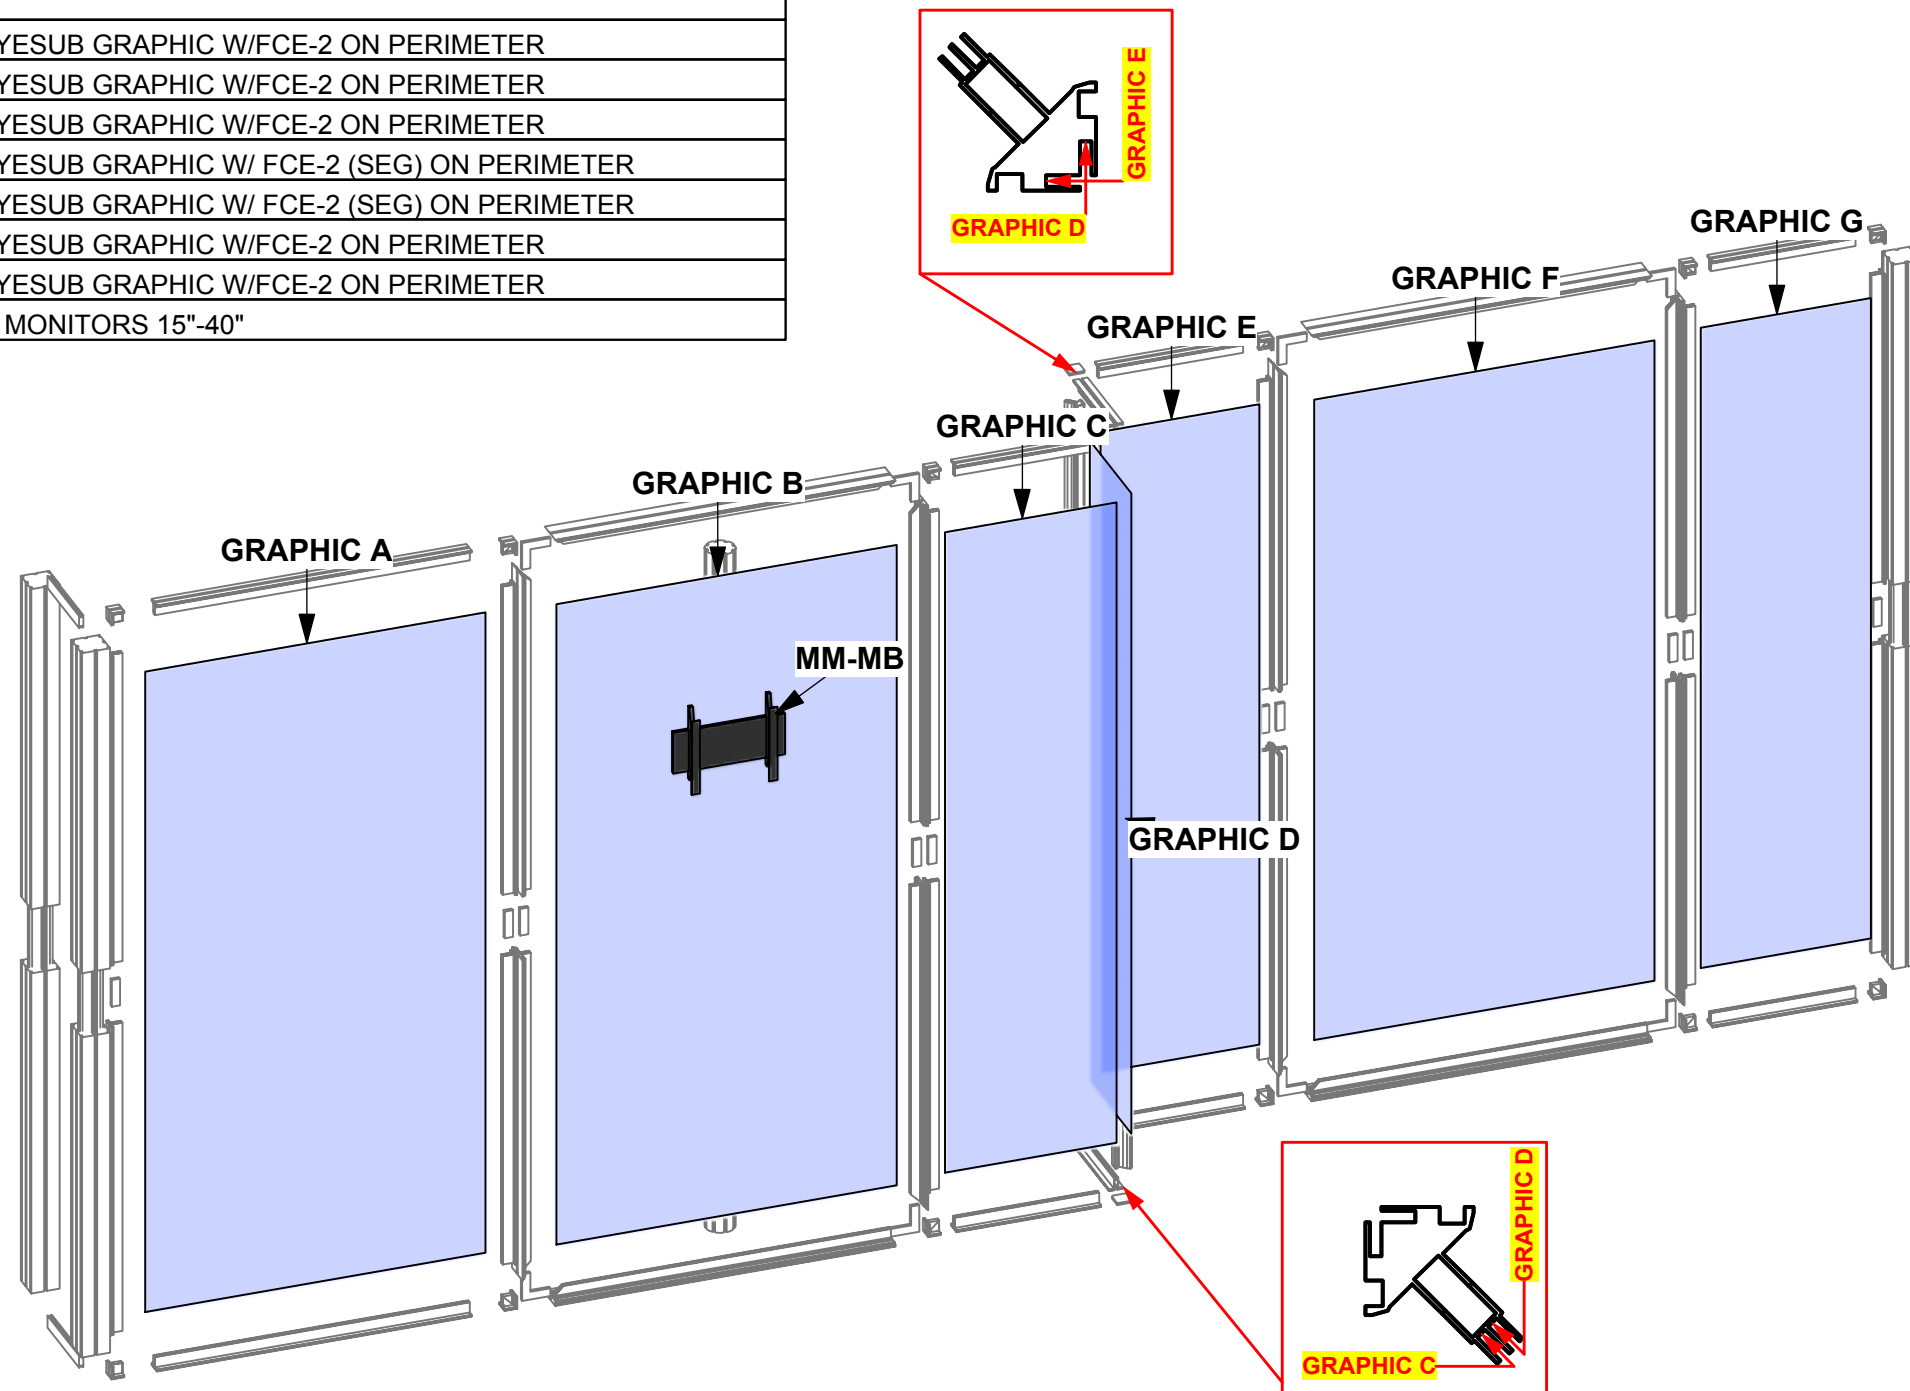 YESUB GRAPHIC W/FCE-2 ON PERIMETER
YESUB GRAPHIC W/FCE-2 ON PERIMETER
YESUB GRAPHIC W/FCE-2 ON PERIMETER
YESUB GRAPHIC W/ FCE-2 (SEG) ON PERIMETER
YESUB GRAPHIC W/ FCE-2 (SEG) ON PERIMETER
YESUB GRAPHIC W/FCE-2 ON PERIMETER
YESUB GRAPHIC W/FCE-2 ON PERIMETER
MONITORS 15"-40"
GRAPHIC E
GRAPHIC D
GRAPHIC G
GRAPHIC F
GRAPHIC E
GRAPHIC C
GRAPHIC B
GRAPHIC A
MM-MB
GRAPHIC D
GRAPHIC D
GRAPHIC C